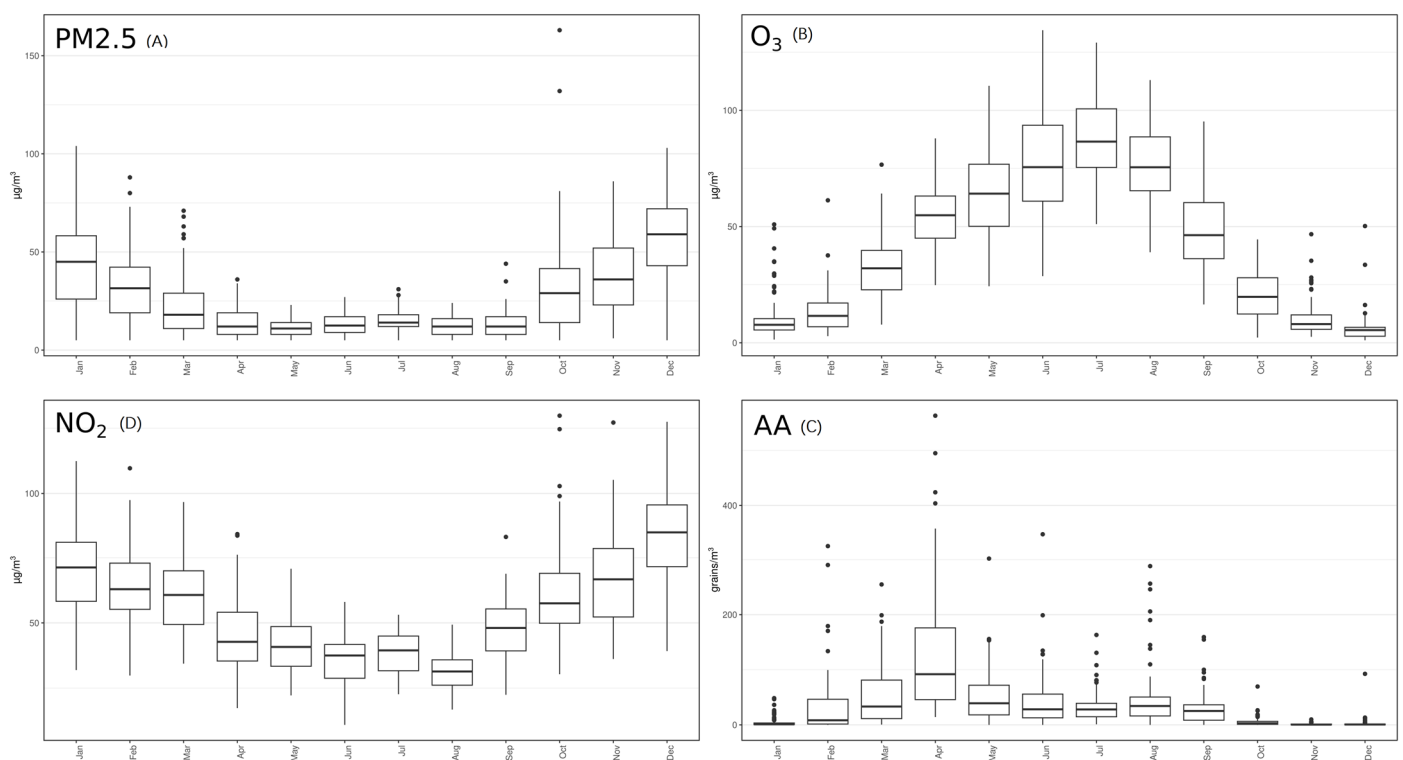 PM2.5 (A)
µg/m³
150
100
50
0
Jan Feb Mar Apr May Jun Jul Aug Sep Oct Nov Dec
O₃ (B)
µg/m³
100
50
0
Jan Feb Mar Apr May Jun Jul Aug Sep Oct Nov Dec
NO₂ (D)
µg/m³
100
50
Jan Feb Mar Apr May Jun Jul Aug Sep Oct Nov Dec
AA (C)
grains/m³
400
200
0
Jan Feb Mar Apr May Jun Jul Aug Sep Oct Nov Dec